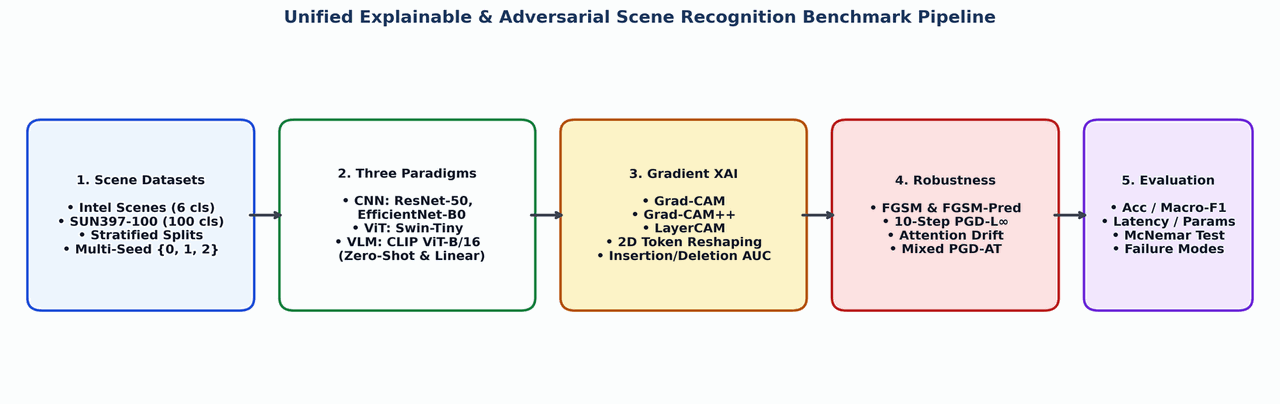 Unified Explainable & Adversarial Scene Recognition Benchmark Pipeline
1. Scene Datasets
• Intel Scenes (6 cls)
• SUN397-100 (100 cls)
• Stratified Splits
• Multi-Seed {0, 1, 2}
2. Three Paradigms
• CNN: ResNet-50,
EfficientNet-B0
• ViT: Swin-Tiny
• VLM: CLIP ViT-B/16
(Zero-Shot & Linear)
3. Gradient XAI
• Grad-CAM
• Grad-CAM++
• LayerCAM
• 2D Token Reshaping
• Insertion/Deletion AUC
4. Robustness
• FGSM & FGSM-Pred
• 10-Step PGD-L∞
• Attention Drift
• Mixed PGD-AT
5. Evaluation
• Acc / Macro-F1
• Latency / Params
• McNemar Test
• Failure Modes